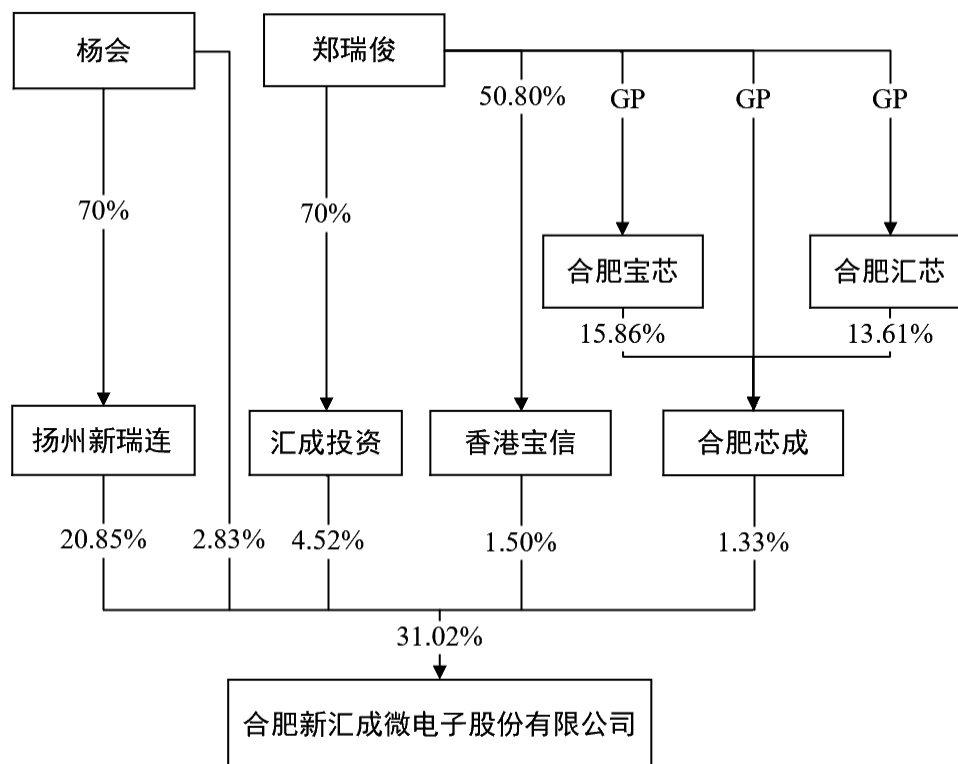 杨会
郑瑞俊
50.80%
GP
GP
GP
70%
70%
合肥宝芯
合肥汇芯
15.86%
13.61%
扬州新瑞连
汇成投资
香港宝信
合肥芯成
20.85%
2.83%
4.52%
1.50%
1.33%
31.02%
合肥新汇成微电子股份有限公司